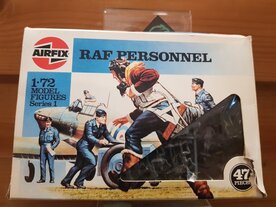 AIRFIX
RAF PERSONNEL
1-72
MODEL
FIGURES
Series 1
47
PIECES